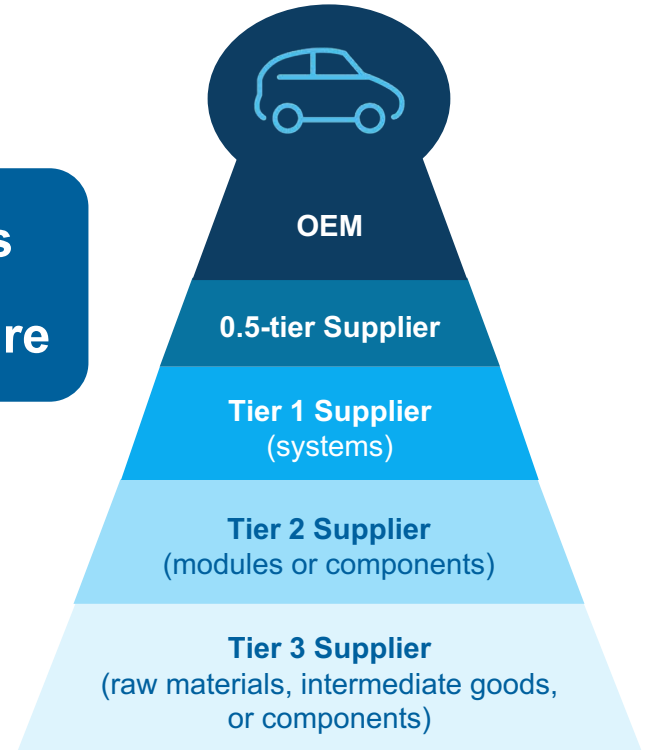 OEM
0.5-tier Supplier
Tier 1 Supplier
(systems)
Tier 2 Supplier
(modules or components)
Tier 3 Supplier
(raw materials, intermediate goods,
or components)